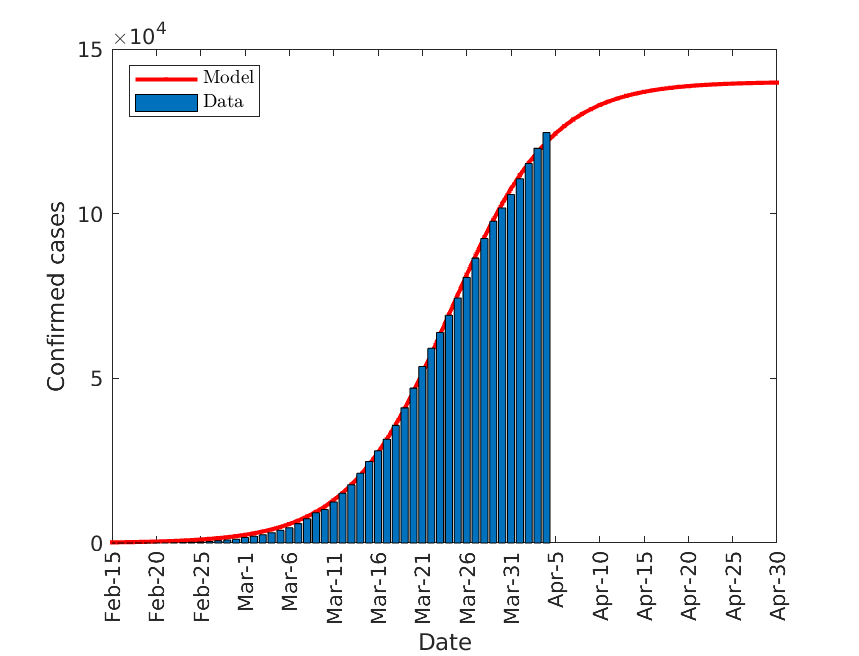 ×10^4
15
10
5
0
Confirmed cases
Model
Data
Feb-15
Feb-20
Feb-25
Mar-1
Mar-6
Mar-11
Mar-16
Mar-21
Mar-26
Mar-31
Apr-5
Apr-10
Apr-15
Apr-20
Apr-25
Apr-30
Date